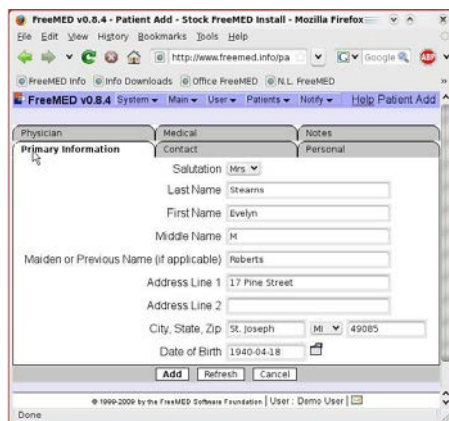 FreeMED v0.8.4 - Patient Add - Stock FreeMED Install - Mozilla Firefox
File Edit View History Bookmarks Tools Help
http://www.freemed.info/pa Google ABP
FreeMED Info Info Downloads Office FreeMED N.L. FreeMED »
FreeMED v0.8.4 System Main User Patients Notify Help Patient Add
Physician Medical Notes
Primary Information Contact Personal
Salutation Mrs
Last Name Stearns
First Name Evelyn
Middle Name M
Maiden or Previous Name (if applicable) Roberts
Address Line 1 17 Pine Street
Address Line 2
City, State, Zip St. Joseph MI 49085
Date of Birth 1940-04-18
Add Refresh Cancel
© 1999-2009 by the FreeMED Software Foundation | User : Demo User |
Done